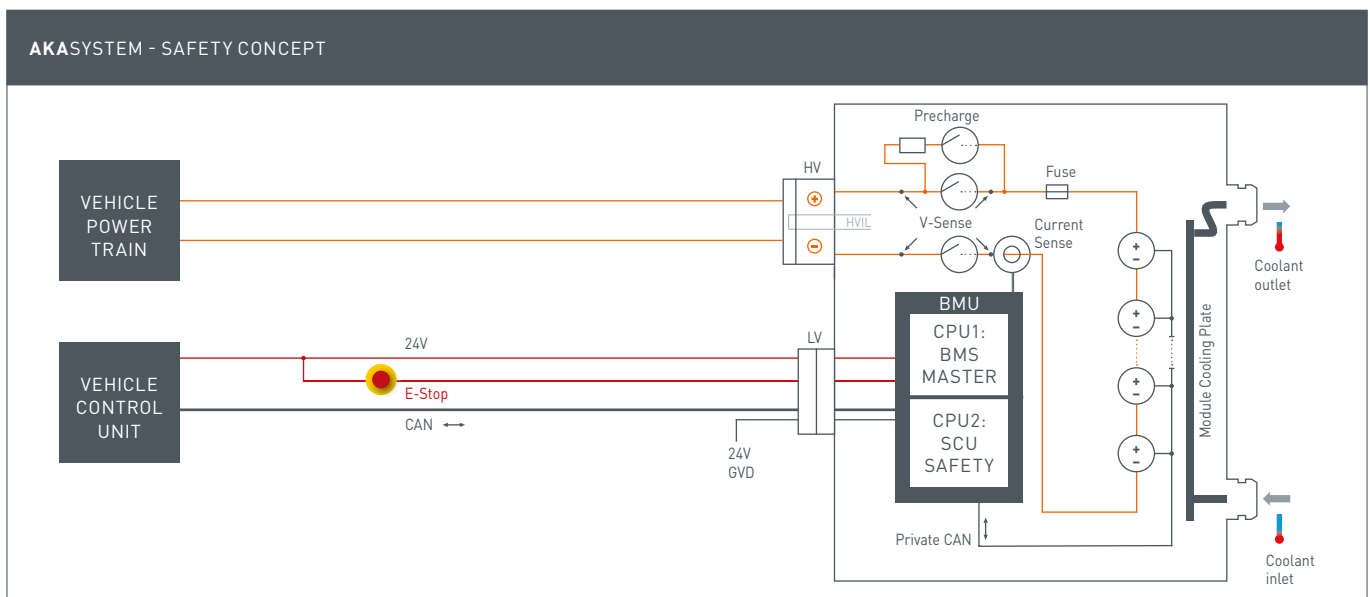 AKASYSTEM - SAFETY CONCEPT
Precharge
HV
Fuse
VEHICLE
POWER
TRAIN
+
HVIL
-
V-Sense
Current
Sense
+
-
Coolant
outlet
BMU
CPU1:
BMS
MASTER
CPU2:
SCU
SAFETY
+
-
+
-
+
-
Module Cooling Plate
LV
24V
VEHICLE
CONTROL
UNIT
E-Stop
CAN
24V
GVD
Private CAN
Coolant
inlet